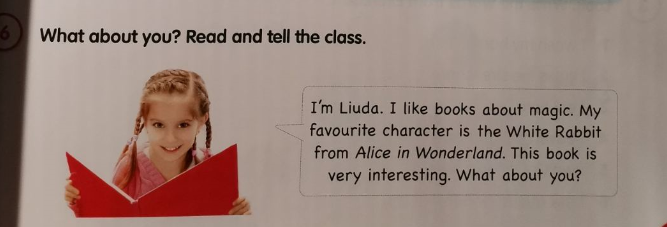 6
What about you? Read and tell the class.
I'm Liuda. I like books about magic. My
favourite character is the White Rabbit
from Alice in Wonderland. This book is
very interesting. What about you?